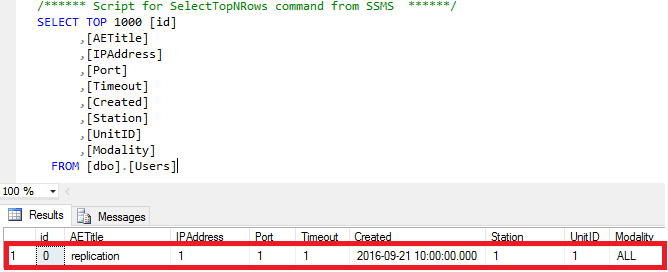 /****** Script for SelectTopNRows command from SSMS  ******/
SELECT TOP 1000 [id]
      ,[AETitle]
      ,[IPAddress]
      ,[Port]
      ,[Timeout]
      ,[Created]
      ,[Station]
      ,[UnitID]
      ,[Modality]
  FROM [dbo].[Users]
100 %
Results Messages
id AETitle IPAddress Port Timeout Created Station UnitID Modality
1 0 replication 1 1 1 2016-09-21 10:00:00.000 1 1 ALL